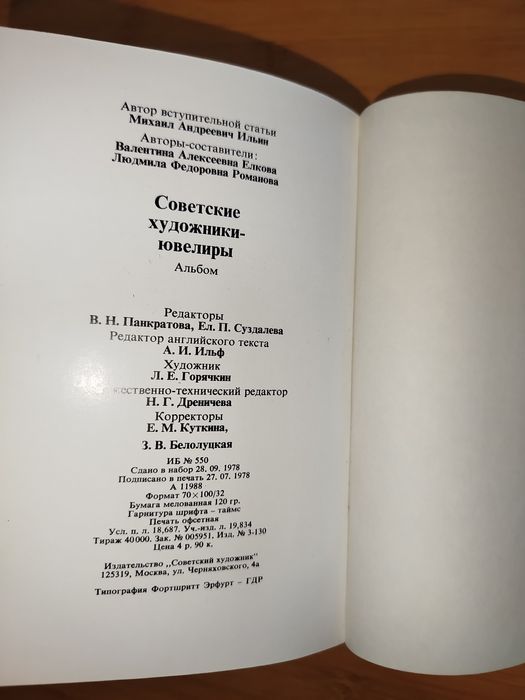 Автор вступительной статьи
Михаил Андреевич Ильин
Авторы-составители:
Валентина Алексеевна Елкова
Людмила Федоровна Романова
Советские
художники-
ювелиры
Альбом
Редакторы
В. Н. Панкратова, Ел. П. Суздалева
Редактор английского текста
А. И. Ильф
Художник
Л. Е. Горячкин
ественно-технический редактор
Н. Г. Дреничева
Корректоры
Е. М. Куткина,
З. В. Белолуцкая
ИБ № 550
Сдано в набор 28. 09. 1978
Подписано в печать 27. 07. 1978
А 11988
Формат 70 × 100/32
Бумага мелованная 120 гр.
Гарнитура шрифта – таймс
Печать офсетная
Усл. п. л. 18,687. Уч.-изд. л. 19,834
Тираж 40000. Зак. № 005951. Изд. № 3-130
Цена 4 р. 90 к.
Издательство „Советский художник"
125319, Москва, ул. Черняховского, 4а
Типография Фортшритт Эрфурт – ГДР